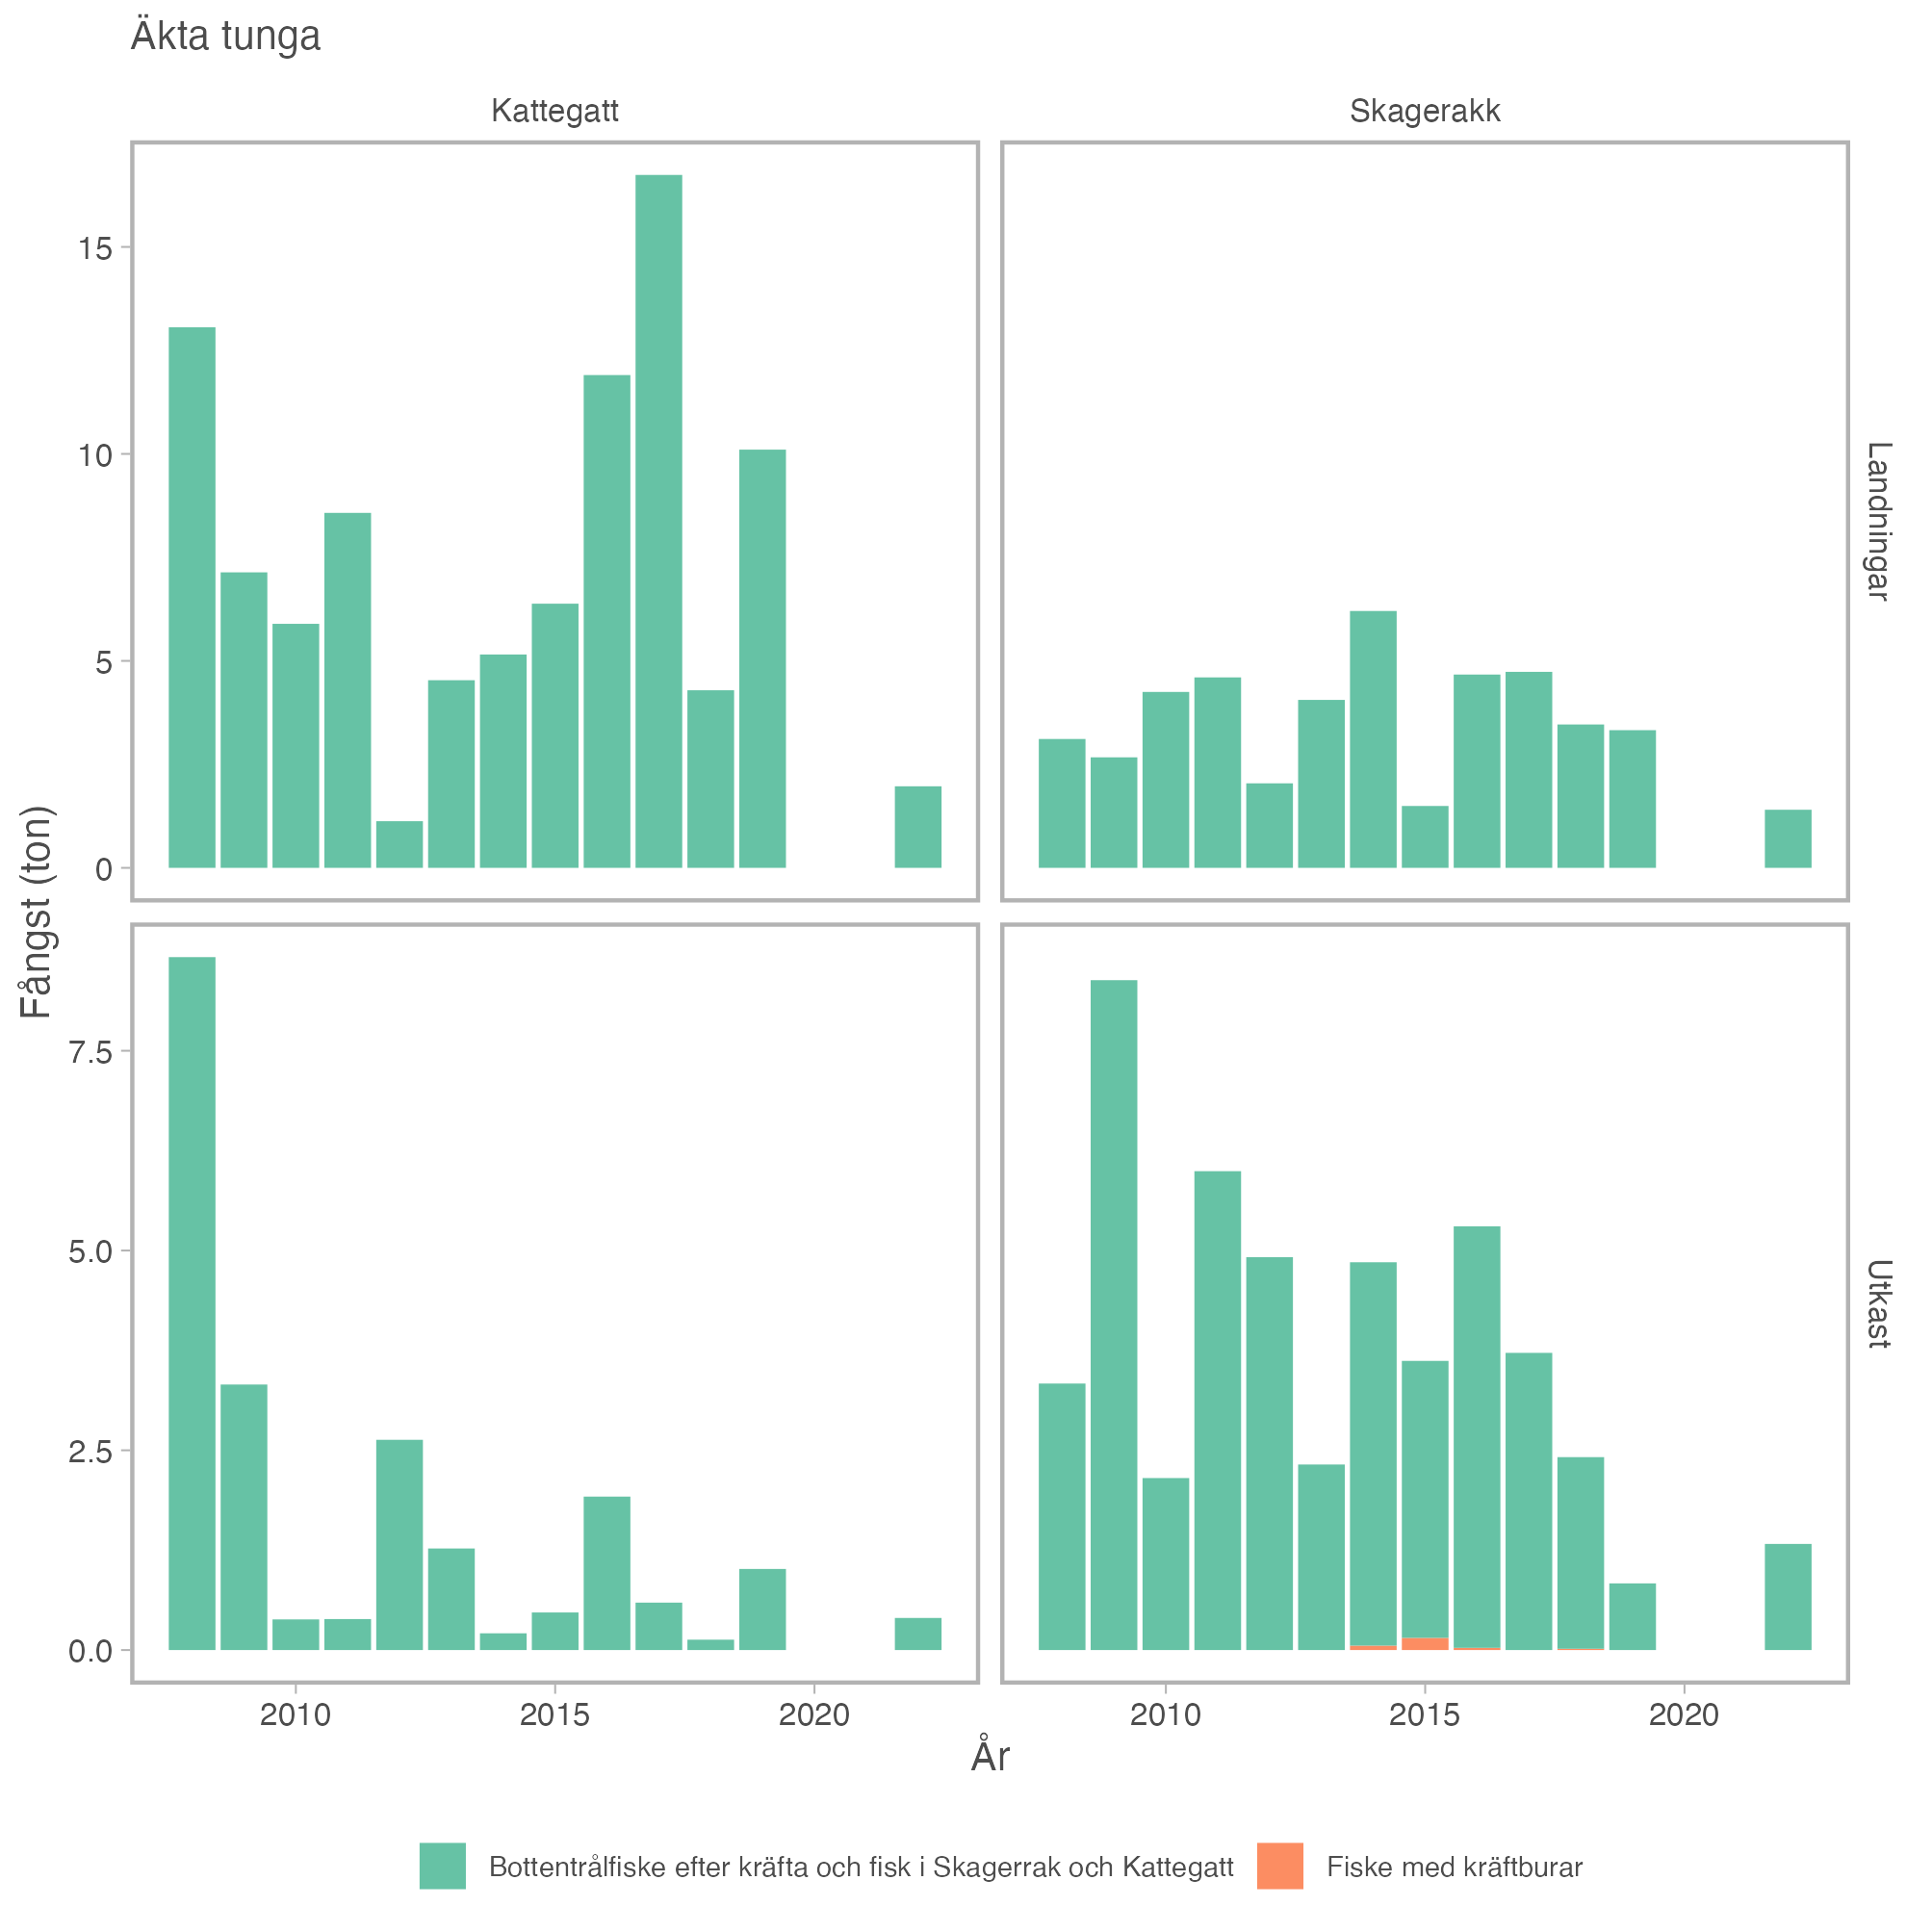 Äkta tunga
Kattegatt
Skagerakk
15
10
5
0
Landningar
Fångst (ton)
7.5
5.0
2.5
0.0
Utkast
2010
2015
2020
2010
2015
2020
År
Bottentrålfiske efter kräfta och fisk i Skagerrak och Kattegatt
Fiske med kräftburar